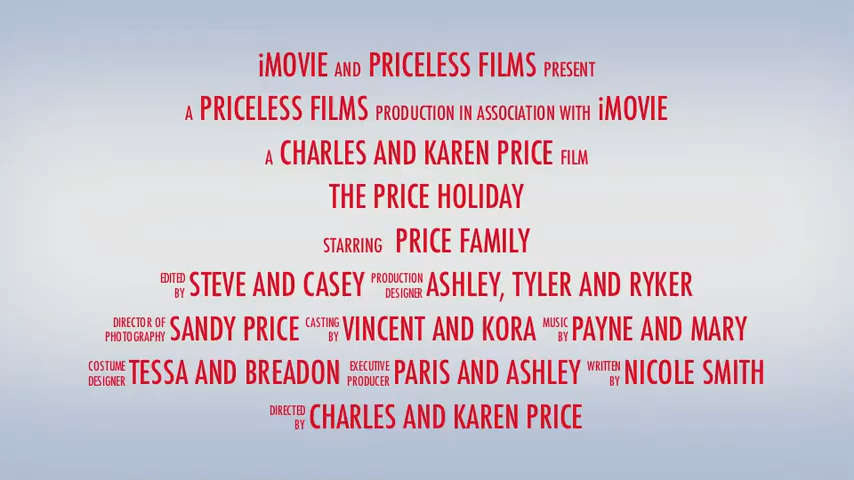 iMOVIE AND PRICELESS FILMS PRESENT
A PRICELESS FILMS PRODUCTION IN ASSOCIATION WITH iMOVIE
A CHARLES AND KAREN PRICE FILM
THE PRICE HOLIDAY
STARRING PRICE FAMILY
EDITED BY STEVE AND CASEY PRODUCTION DESIGNER ASHLEY, TYLER AND RYKER
DIRECTOR OF PHOTOGRAPHY SANDY PRICE CASTING BY VINCENT AND KORA MUSIC BY PAYNE AND MARY
COSTUME DESIGNER TESSA AND BREADON EXECUTIVE PRODUCER PARIS AND ASHLEY WRITTEN BY NICOLE SMITH
DIRECTED BY CHARLES AND KAREN PRICE